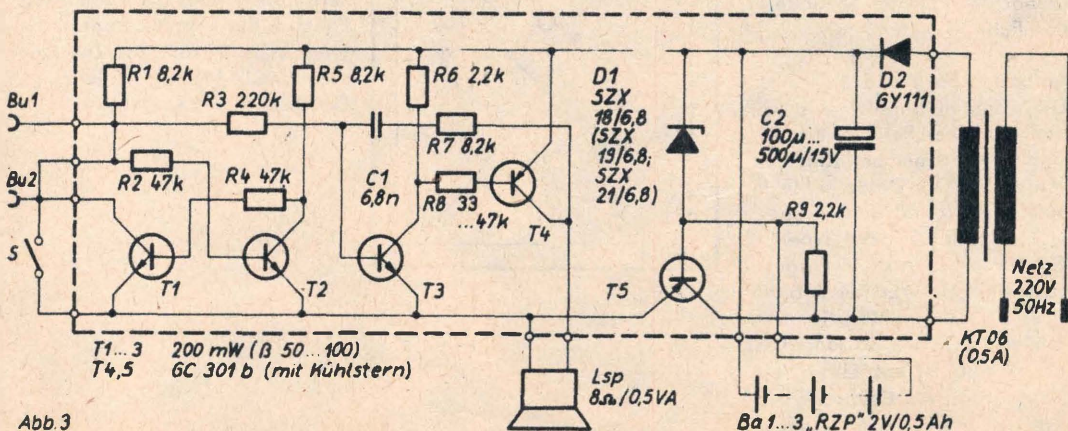 Bu1
Bu2
S
R1 8,2k
R3 220k
R2 47k
R4 47k
R5 8,2k
C1
6,8n
R6 2,2k
R7 8,2k
R8 33
...47k
T1
T2
T3
T4
D1
SZX
18/6,8
(SZX
19/6,8;
SZX
21/6,8)
T5
C2
100µ...
500µ/15V
R9 2,2k
D2
GY111
Netz
220V
50Hz
KT06
(0,5A)
T1...3 200 mW (ß 50...100)
T4,5 GC 301 b (mit Kühlstern)
Lsp
8Ω/0,5VA
Ba 1...3 „RZP" 2V/0,5Ah
Abb.3